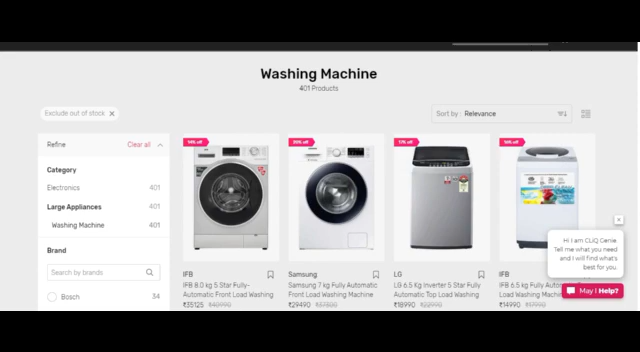 Washing Machine
401 Products
Exclude out of stock ×
Sort by : Relevance
Refine
Clear all
Category
Electronics 401
Large Appliances 401
Washing Machine 401
Brand
Search by brands
Bosch 34
14% off
IFB
IFB 8.0 kg 5 Star Fully-
Automatic Front Load Washing
₹35125 ₹40990
20% off
Samsung
Samsung 7 kg Fully Automatic
Front Load Washing Machine
₹29490
17% off
LG
LG 6.5 Kg Inverter 5 Star Fully
Automatic Top Load Washing
₹18990 ₹22990
16% off
IFB
IFB 6.5 kg Fully
Load Washing
₹14990 ₹17990
Hi I am CLiQ Genie.
Tell me what you need
and I will find what's
best for you.
May I Help?